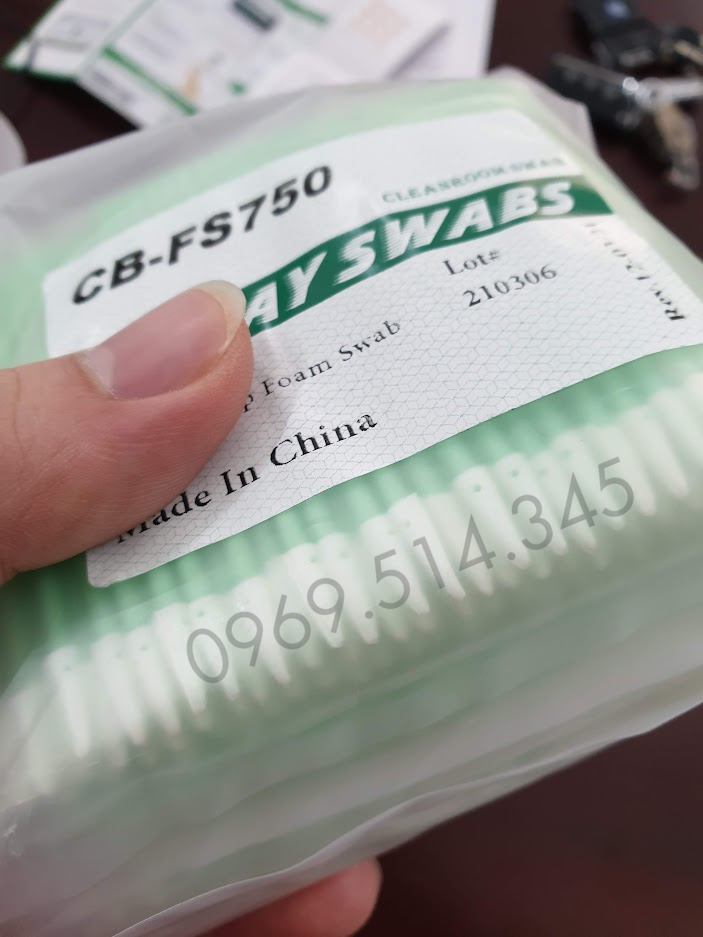 CB-FS750
CLEANROOM SWAB
AY SWABS
Lot#
210306
Foam Swab
Made In China
0969.514.345